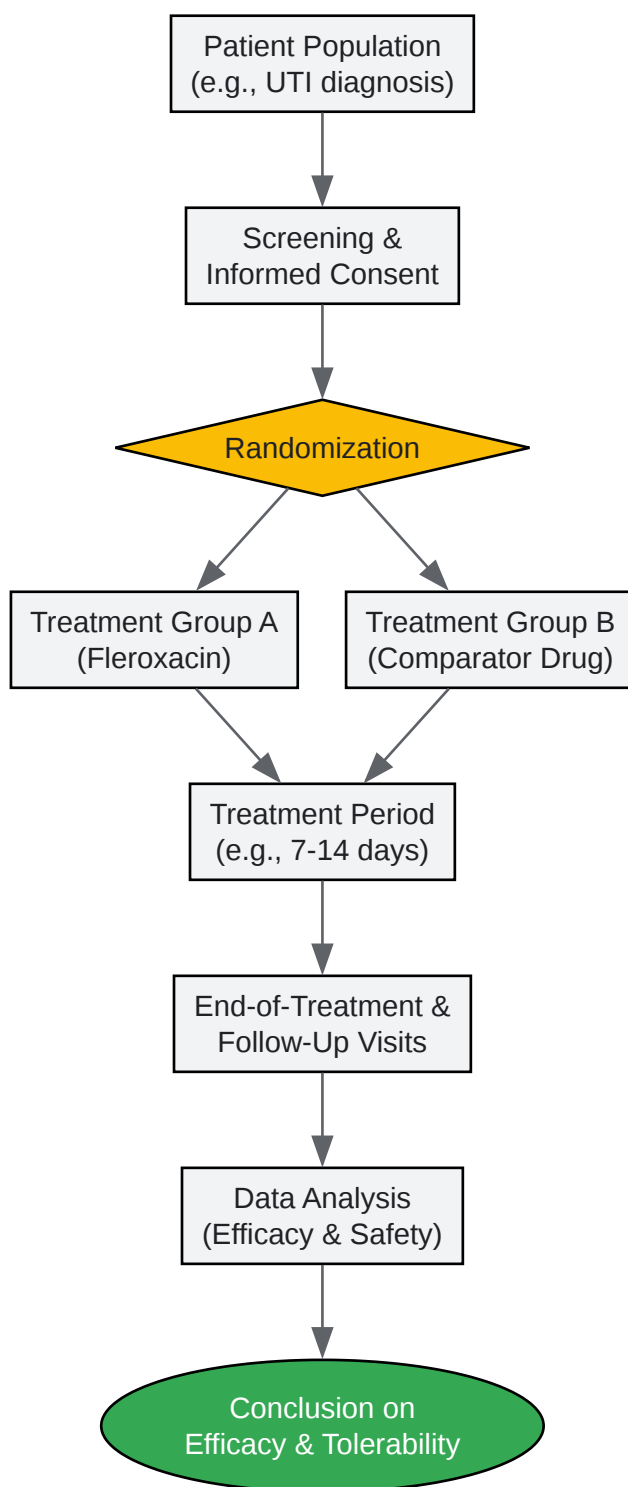 Patient Population
(e.g., UTI diagnosis)
Screening &
Informed Consent
Randomization
Treatment Group A
(Fleroxacin)
Treatment Group B
(Comparator Drug)
Treatment Period
(e.g., 7-14 days)
End-of-Treatment &
Follow-Up Visits
Data Analysis
(Efficacy & Safety)
Conclusion on
Efficacy & Tolerability